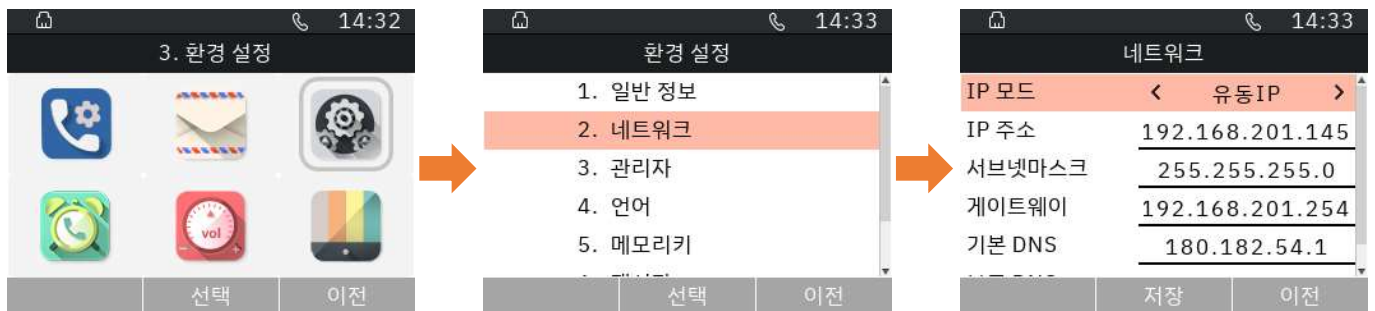 14:32
3. 환경 설정
vol
선택 이전
14:33
환경 설정
1. 일반 정보
2. 네트워크
3. 관리자
4. 언어
5. 메모리키
선택 이전
14:33
네트워크
IP 모드 < 유동IP >
IP 주소 192.168.201.145
서브넷마스크 255.255.255.0
게이트웨이 192.168.201.254
기본 DNS 180.182.54.1
저장 이전